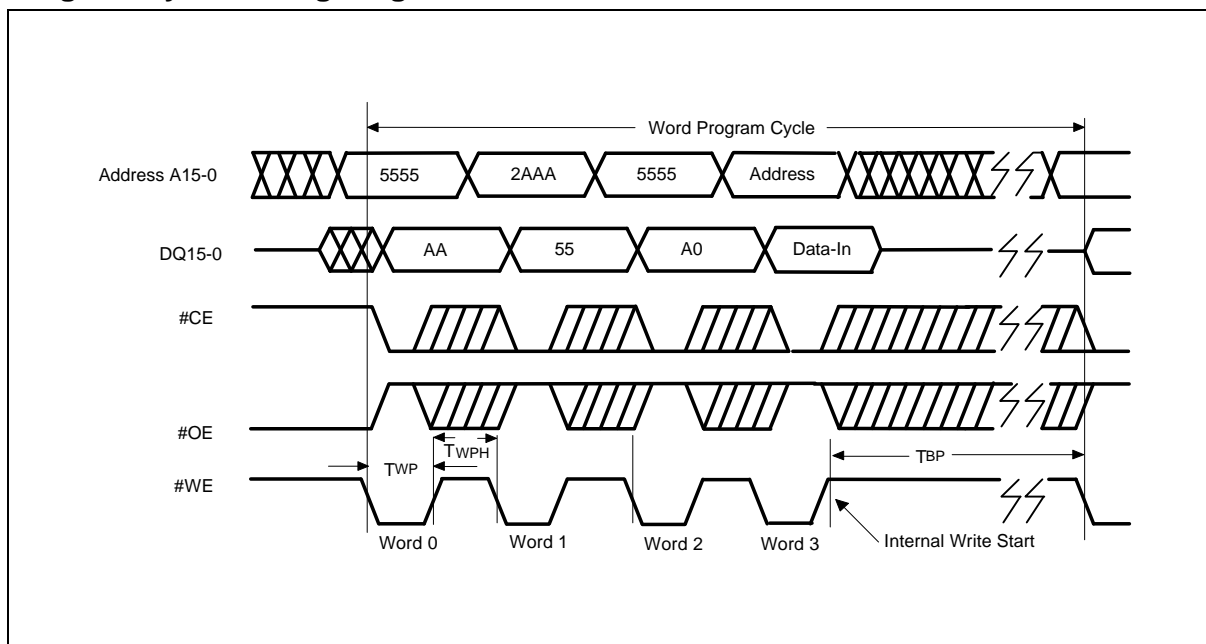 Word Program Cycle
Address A15-0
5555
2AAA
5555
Address
DQ15-0
AA
55
A0
Data-In
#CE
#OE
TWP
TWPH
TBP
#WE
Word 0
Word 1
Word 2
Word 3
Internal Write Start